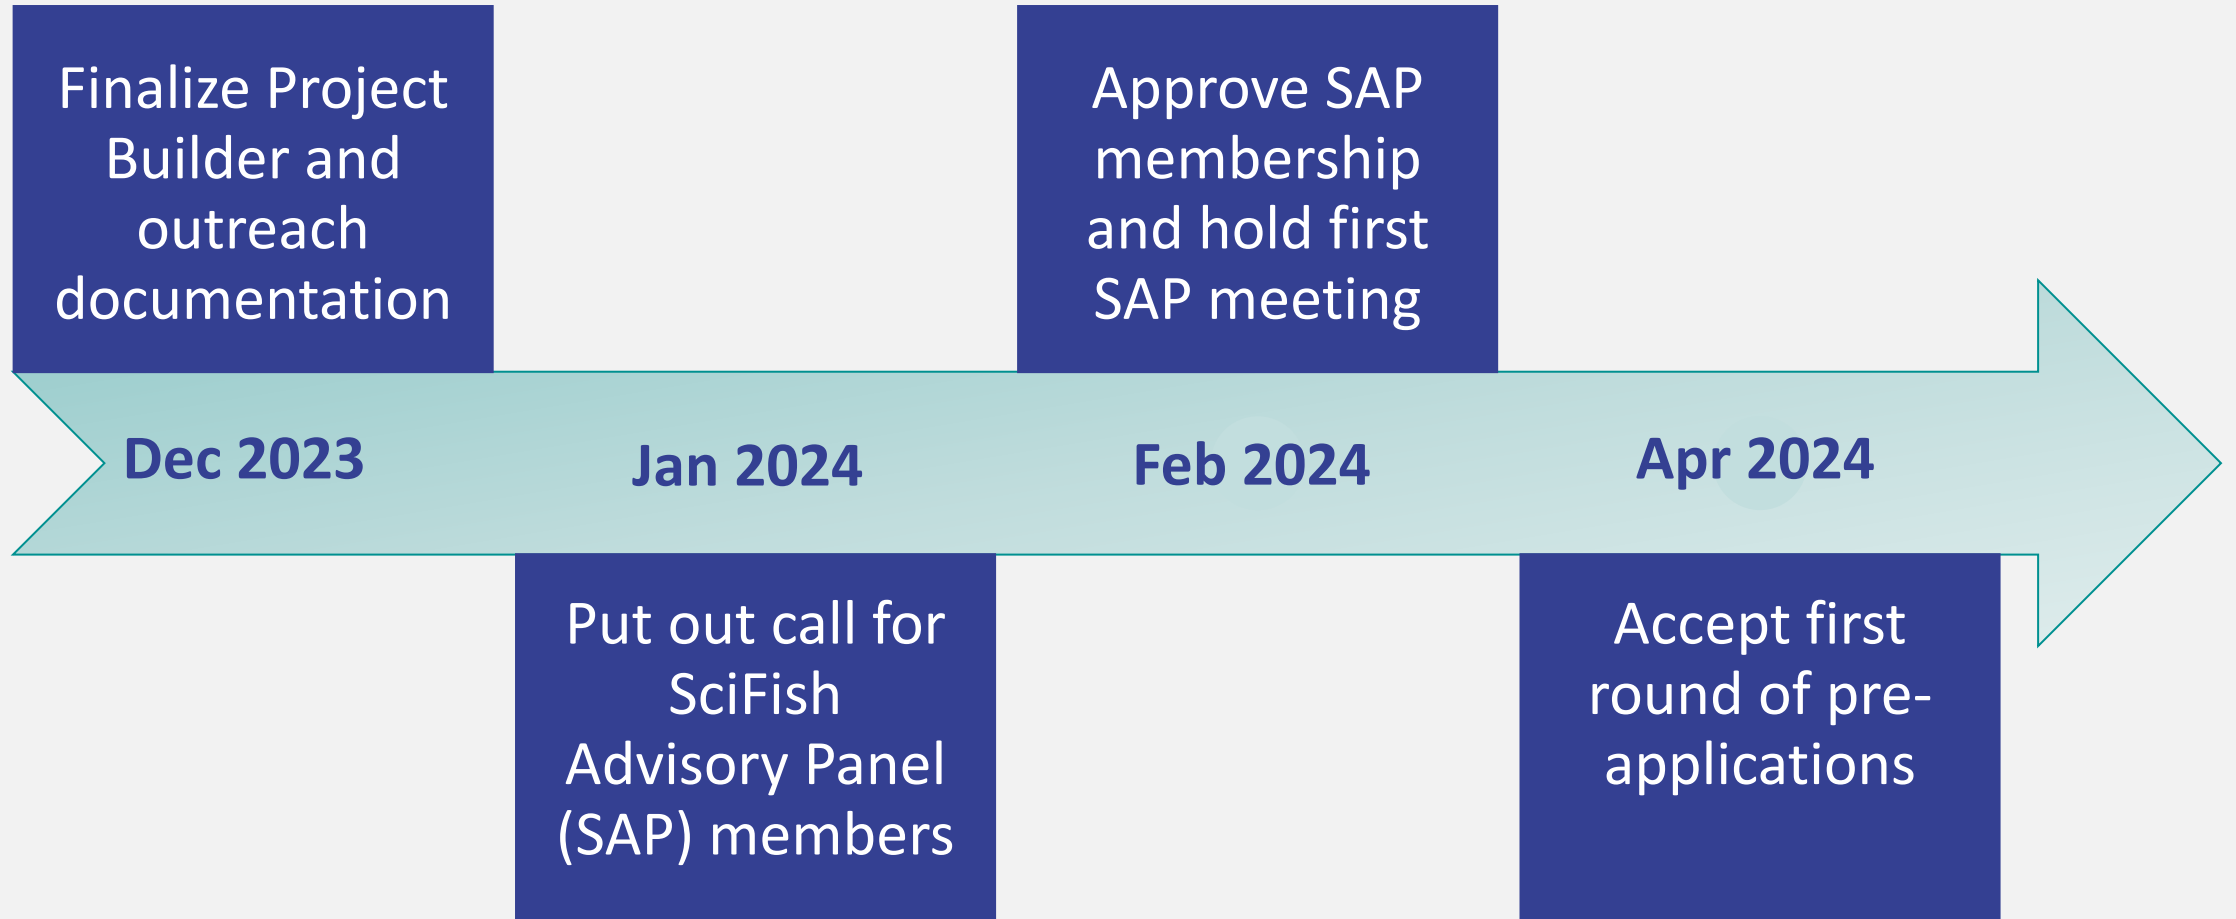 Finalize Project
Builder and
outreach
documentation
Approve SAP
membership
and hold first
SAP meeting
Dec 2023
Jan 2024
Feb 2024
Apr 2024
Put out call for
SciFish
Advisory Panel
(SAP) members
Accept first
round of pre-
applications